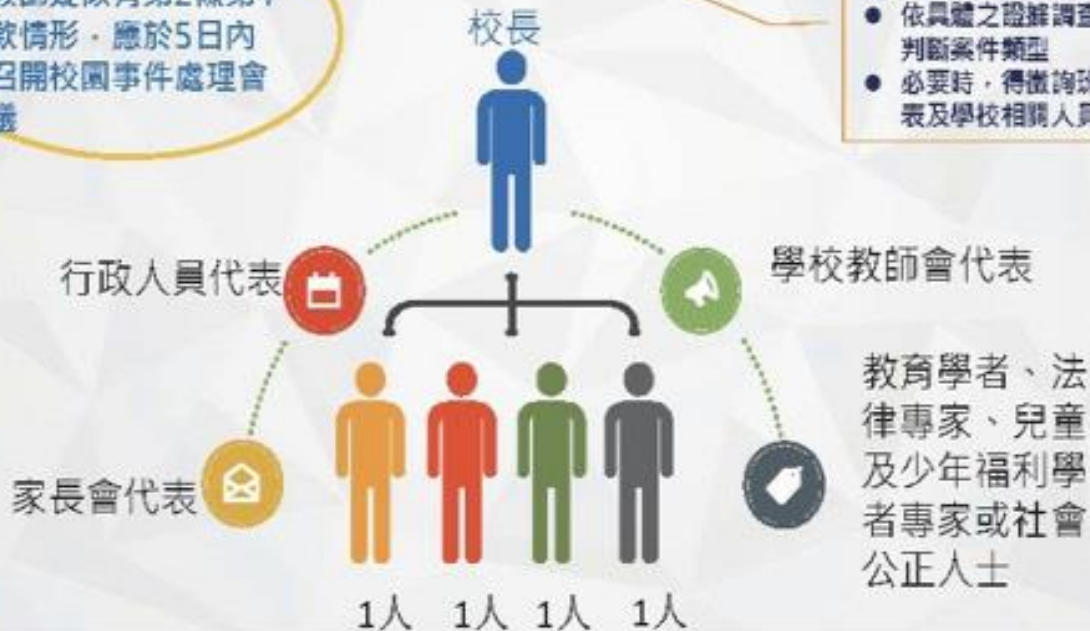 款情形，應於5日內
召開校園事件處理會
議
校長
● 依具體之證據調查
判斷案件類型
● 必要時，得徵詢
表及學校相關人員
行政人員代表
學校教師會代表
家長會代表
教育學者、法
律專家、兒童
及少年福利學
者專家或社會
公正人士
1人 1人 1人 1人